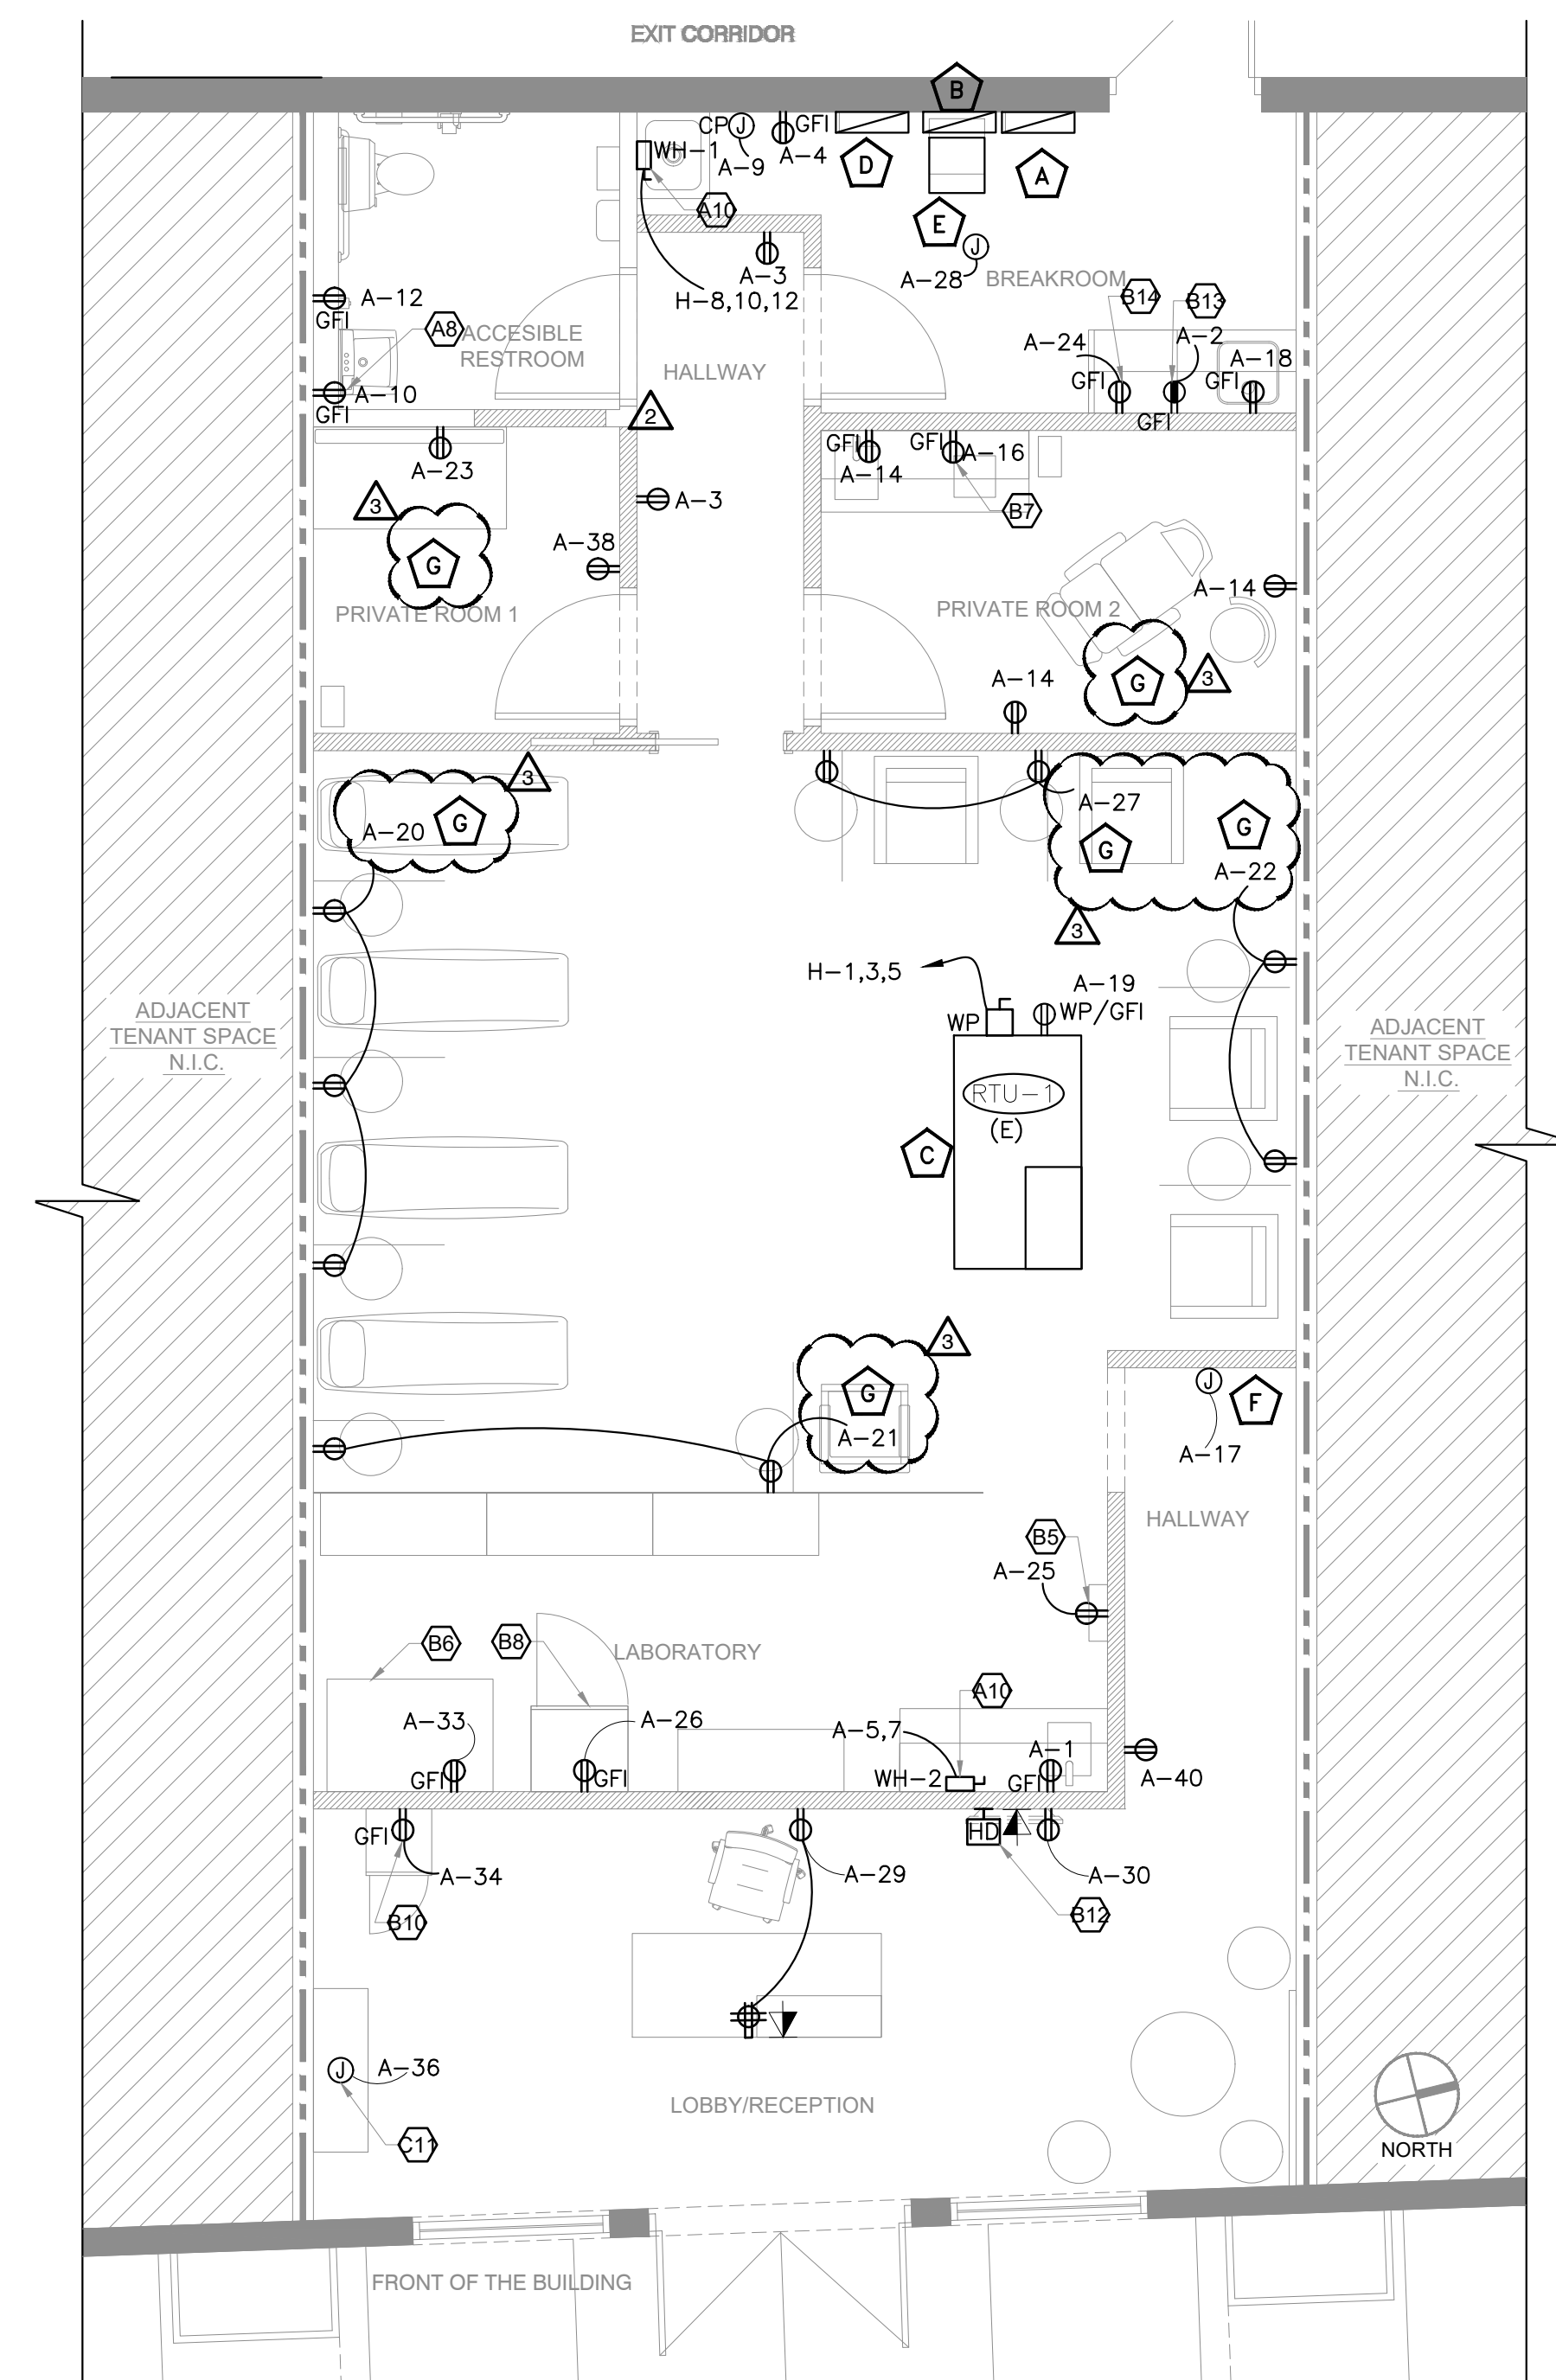 EXIT CORRIDOR
B
CP J GFI
WH-1
A-9
A-4
D
A
A10
E
J
A-3
A-28
BREAKROOM
H-8,10,12
A-12
GFI
B14
B13
A8
ACCESIBLE
RESTROOM
A-24
A-2
A-18
HALLWAY
GFI
GFI
A-10
GFI
GFI
2
GFI
GFI
A-16
A-23
A-14
3
A-3
B7
A-38
G
A-14
PRIVATE ROOM 1
PRIVATE ROOM 2
G
3
A-14
3
A-27
A-20
G
G
G
A-22
3
H-1,3,5
A-19
WP/GFI
WP
ADJACENT
TENANT SPACE
N.I.C.
ADJACENT
TENANT SPACE
N.I.C.
RTU-1
(E)
C
3
G
J
F
A-21
A-17
HALLWAY
B5
A-25
B6
B8
LABORATORY
A10
A-33
A-26
A-5,7
A-1
GFI
GFI
WH-2
GFI
A-40
GFI
HD
A-34
A-29
A-30
B10
B12
J
A-36
LOBBY/RECEPTION
C11
NORTH
FRONT OF THE BUILDING